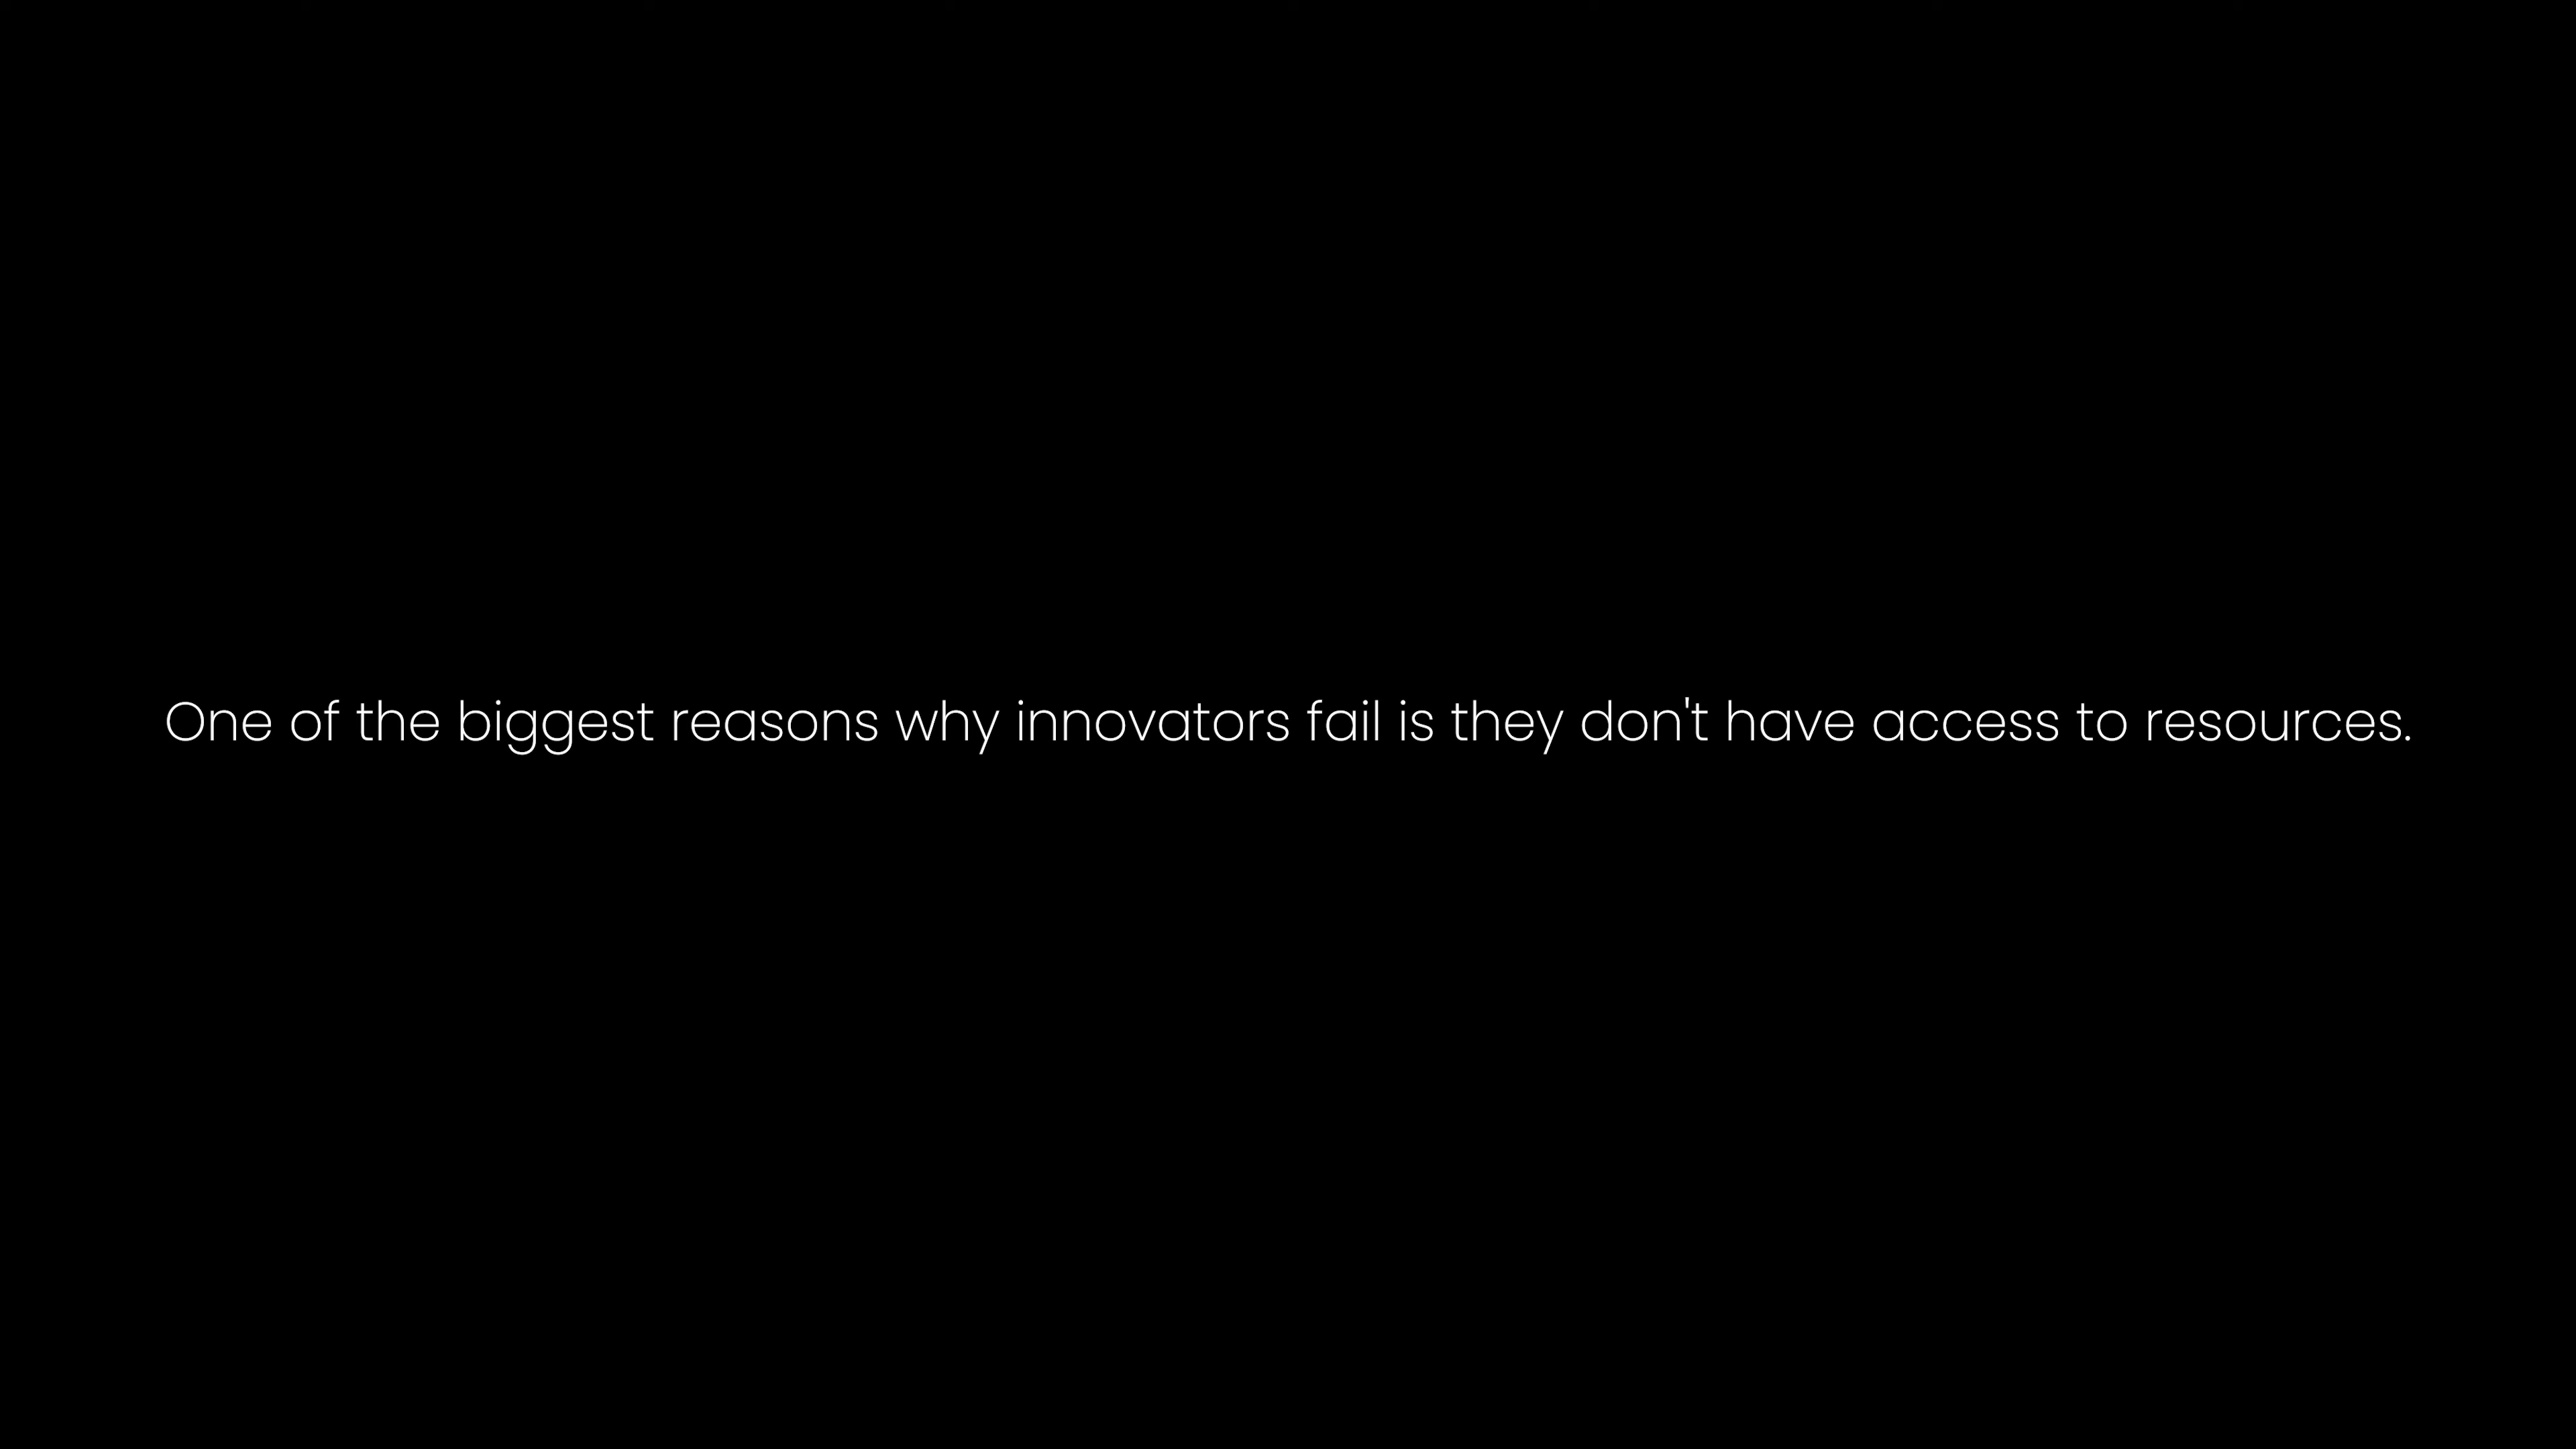 One of the biggest reasons why innovators fail is they don't have access to resources.